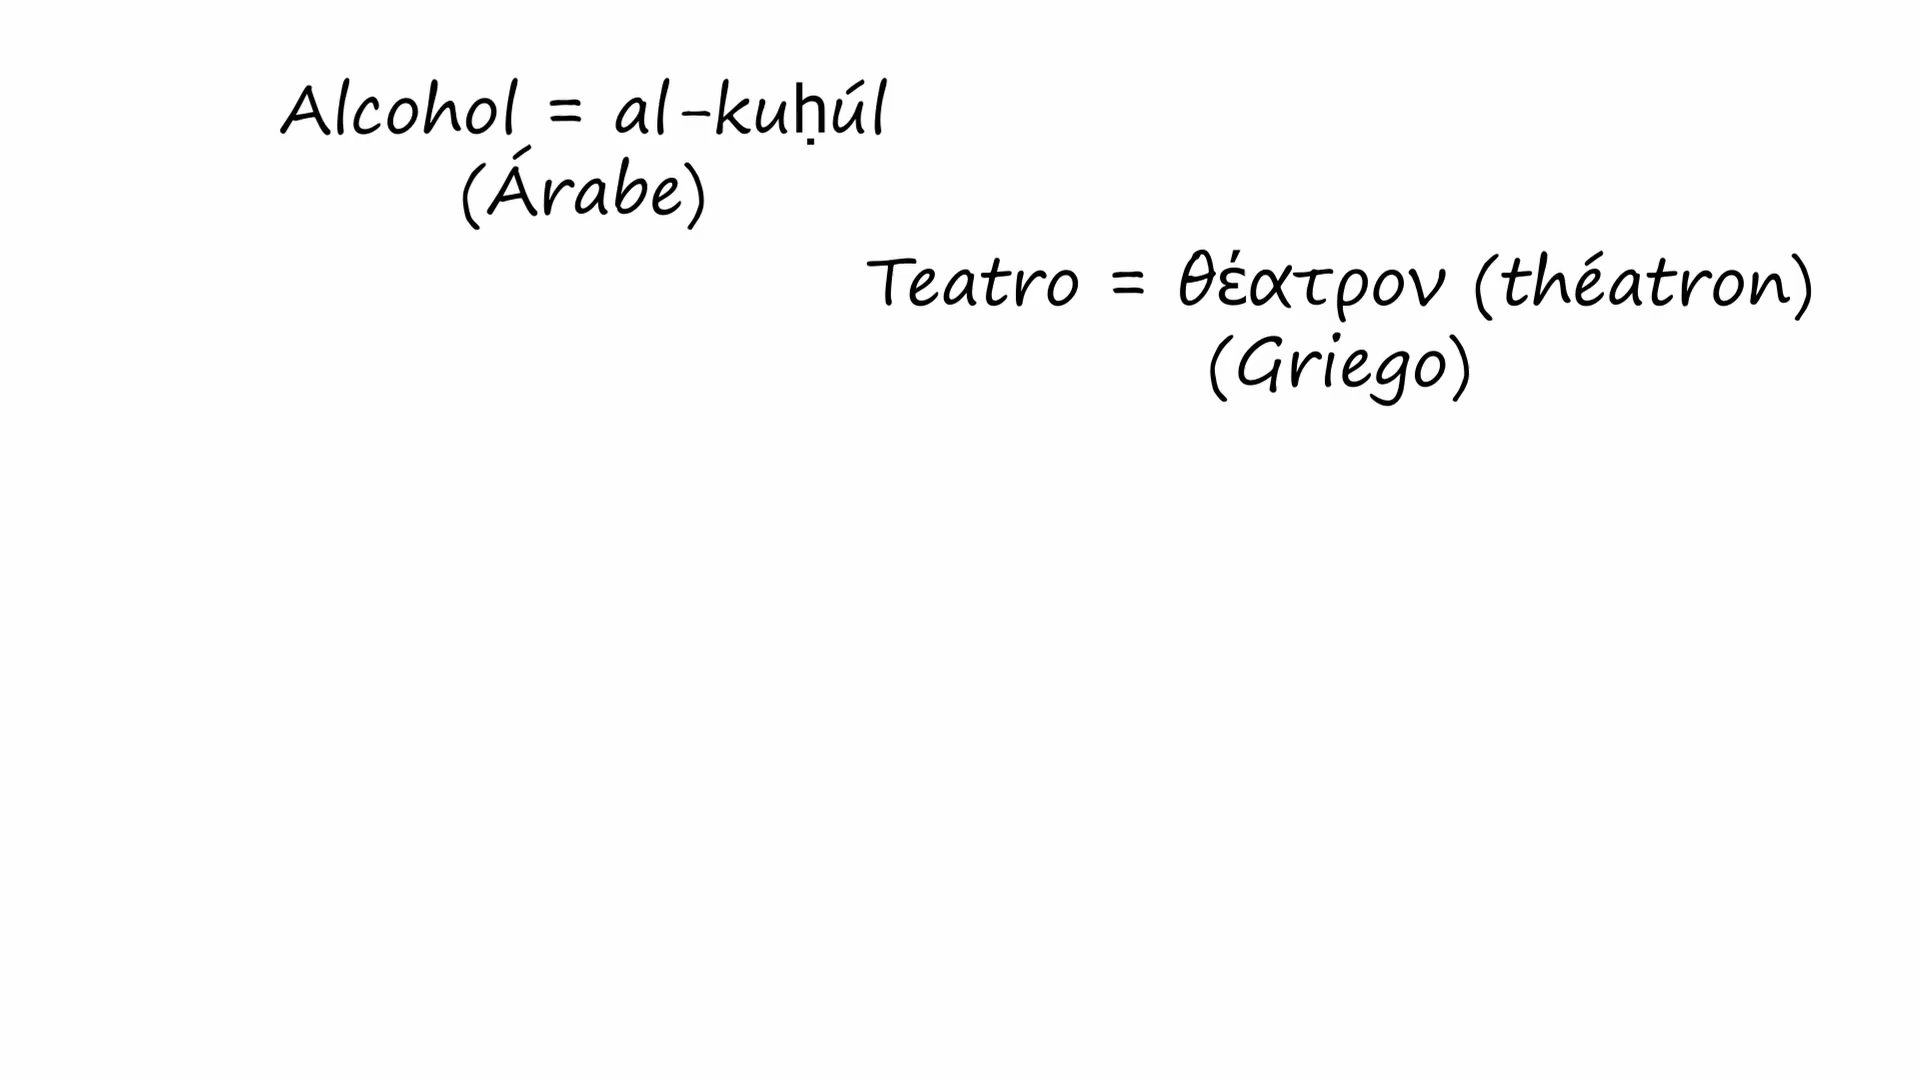 Alcohol = al-kuḥúl
(Árabe)
Teatro = θέατρον (théatron)
(Griego)